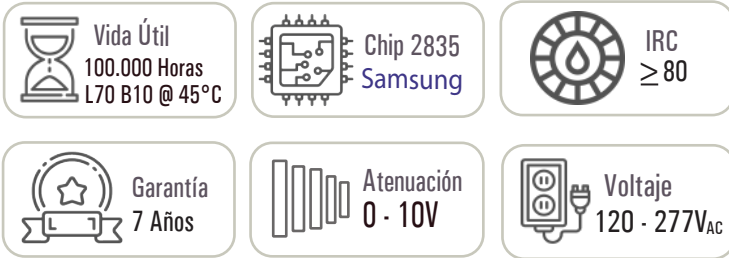 Vida Útil
100.000 Horas
L70 B10 @ 45°C
Chip 2835
Samsung
IRC
≥80
Garantía
7 Años
Atenuación
0 - 10V
Voltaje
120 - 277VAC